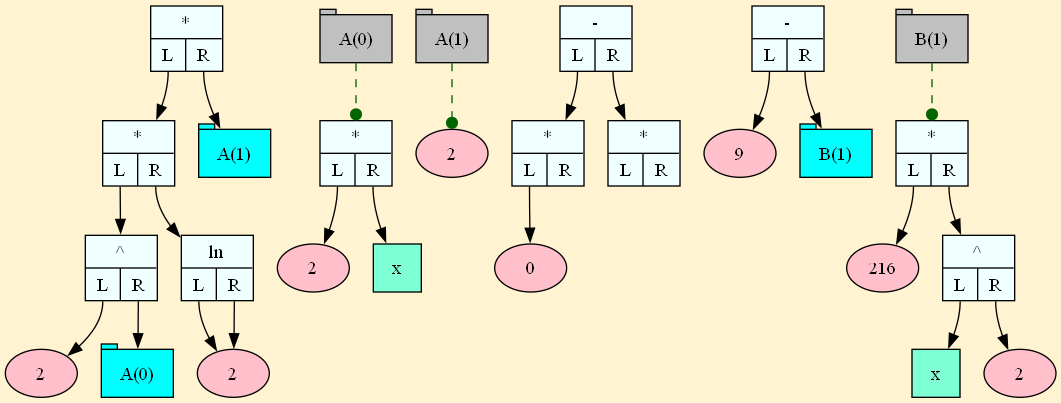 * A(0) A(1) - - B(1)
L R L R L R
* A(1) * 2 * * 9 B(1) *
L R L R L R L R L R
^ ln 2 x 0 216 ^
L R L R L R
2 A(0) 2 x 2